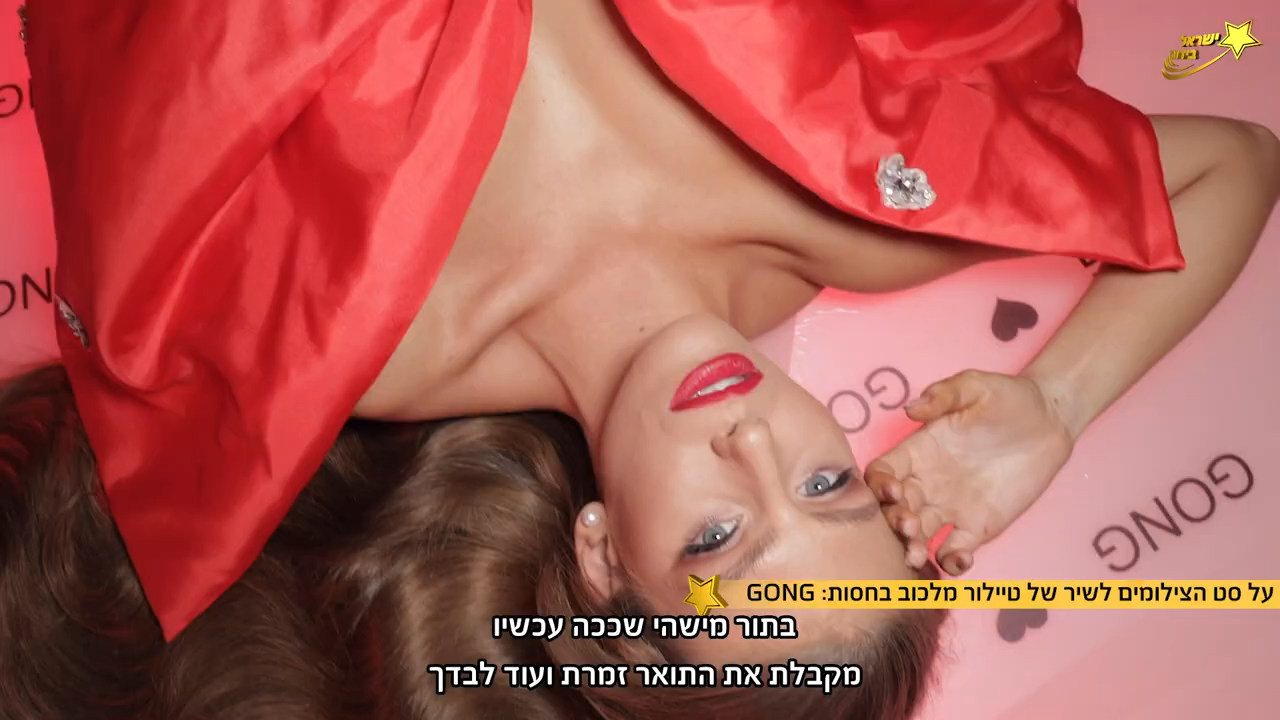 ישראל
בידור
GONG
GONG
על סט הצילומים לשיר של טיילור מלכוב בחסות: GONG
בתור מישהי שככה עכשיו
מקבלת את התואר זמרת ועוד לבדך